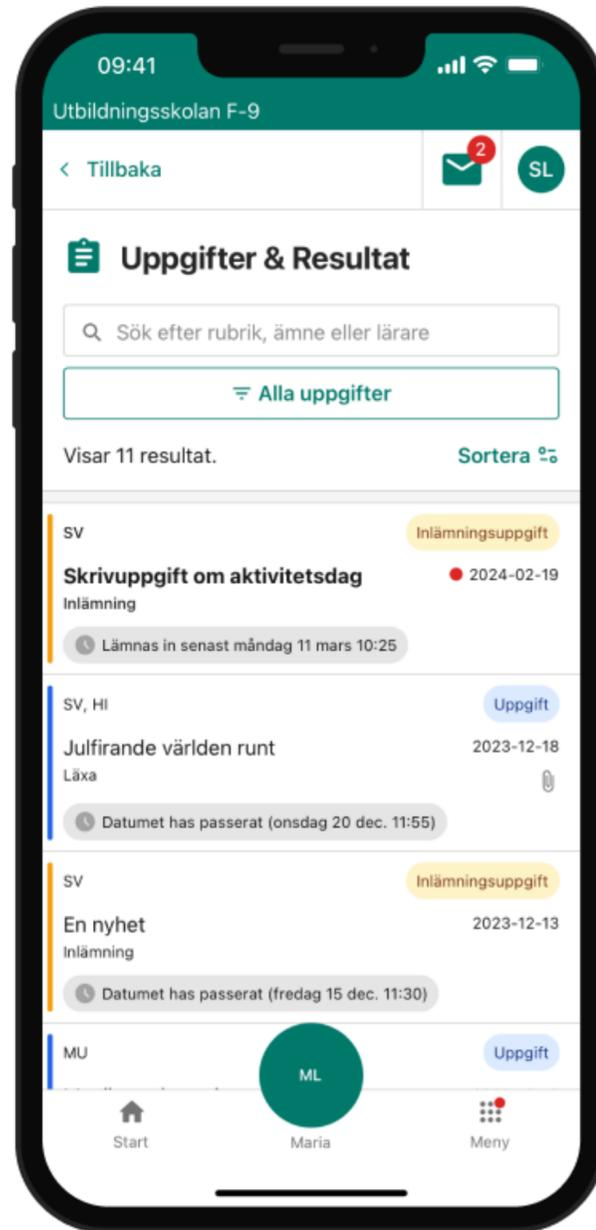 09:41
Utbildningsskolan F-9
Tillbaka
2
SL
Uppgifter & Resultat
Sök efter rubrik, ämne eller lärare
Alla uppgifter
Visar 11 resultat.
Sortera
SV
Inlämningsuppgift
Skrivuppgift om aktivitetsdag
2024-02-19
Inlämning
Lämnas in senast måndag 11 mars 10:25
SV, HI
Uppgift
Julfirande världen runt
2023-12-18
Läxa
Datumet has passerat (onsdag 20 dec. 11:55)
SV
Inlämningsuppgift
En nyhet
2023-12-13
Inlämning
Datumet has passerat (fredag 15 dec. 11:30)
MU
Uppgift
ML
Start
Maria
Meny